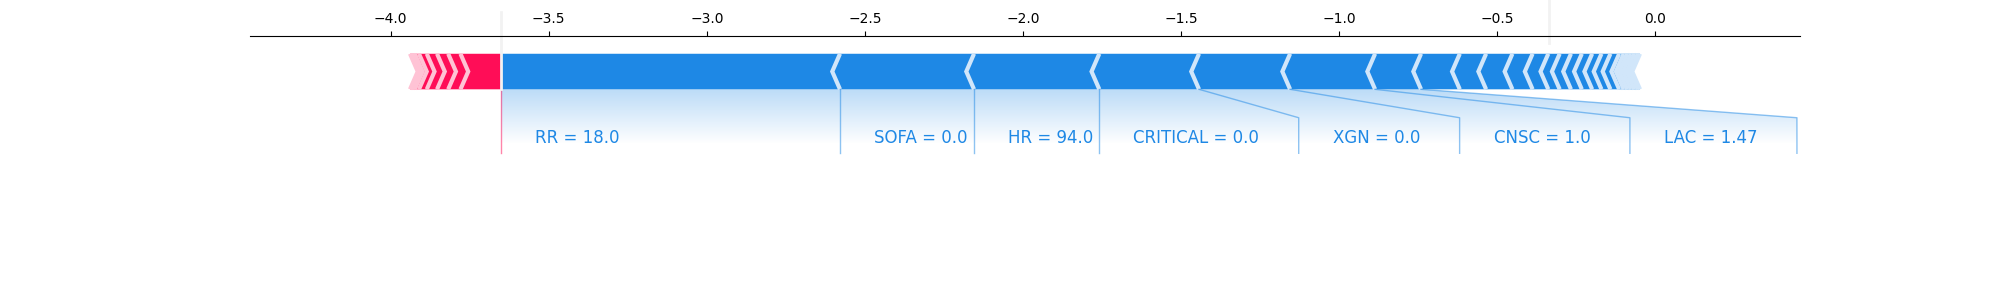 −4.0 −3.5 −3.0 −2.5 −2.0 −1.5 −1.0 −0.5 0.0
RR = 18.0 SOFA = 0.0 HR = 94.0 CRITICAL = 0.0 XGN = 0.0 CNSC = 1.0 LAC = 1.47